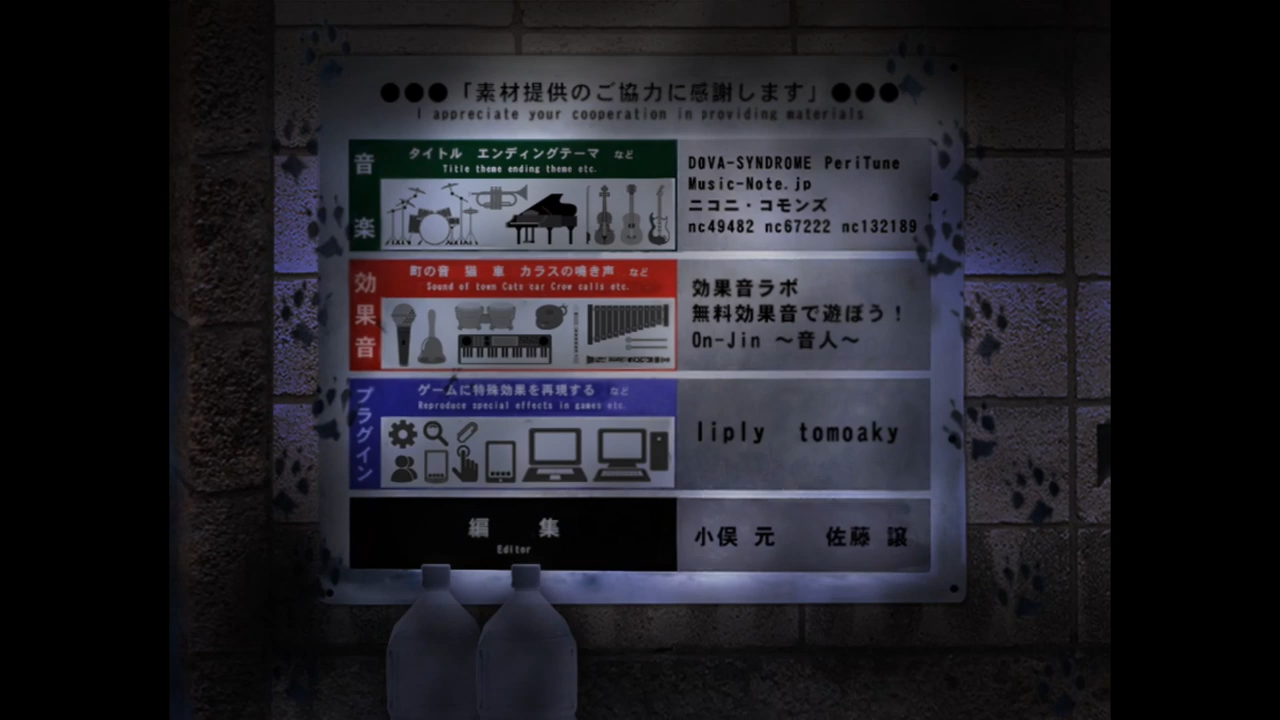 ●●●「素材提供のご協力に感謝します」●●●
I appreciate your cooperation in providing materials
音楽
タイトル エンディングテーマ など
Title theme ending theme etc.
DOVA-SYNDROME PeriTune
Music-Note.jp
ニコニ・コモンズ
nc49482 nc67222 nc132189
効果音
町の音 猫 車 カラスの鳴き声 など
Sound of town Cats car Crow calls etc.
効果音ラボ
無料効果音で遊ぼう！
On-Jin ～音人～
プラグイン
ゲームに特殊効果を再現する など
Reproduce special effects in games etc.
liply tomoaky
編 集
Editor
小俣 元 佐藤 譲